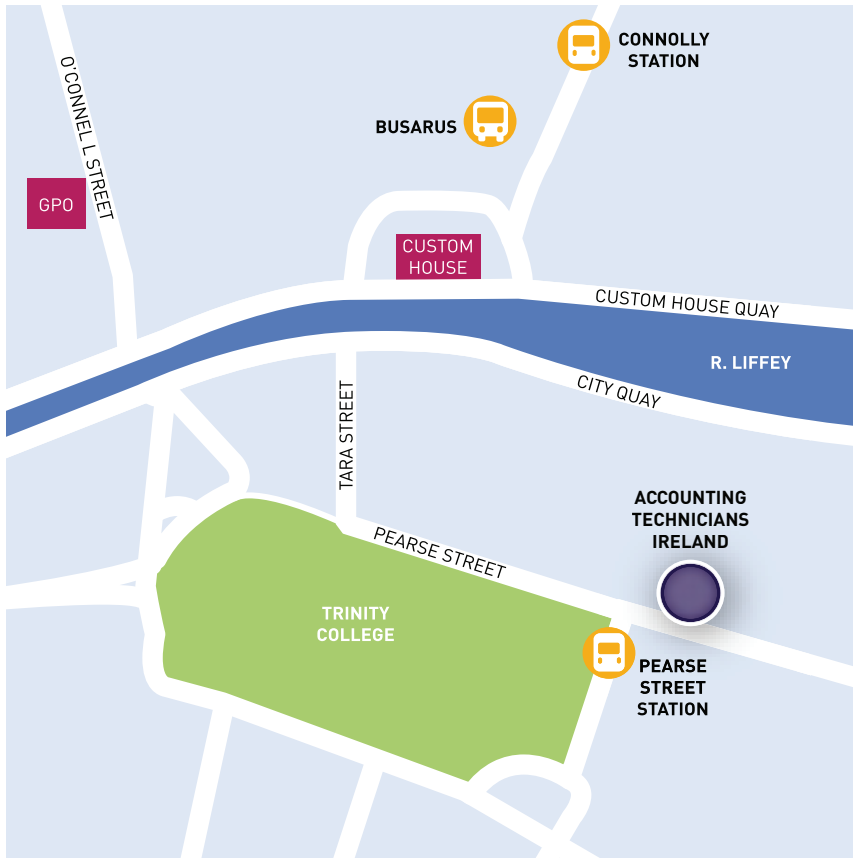 CONNOLLY
STATION
BUSARUS
O'CONNEL L STREET
GPO
CUSTOM
HOUSE
CUSTOM HOUSE QUAY
R. LIFFEY
CITY QUAY
TARA STREET
ACCOUNTING
TECHNICIANS
IRELAND
PEARSE STREET
TRINITY
COLLEGE
PEARSE
STREET
STATION